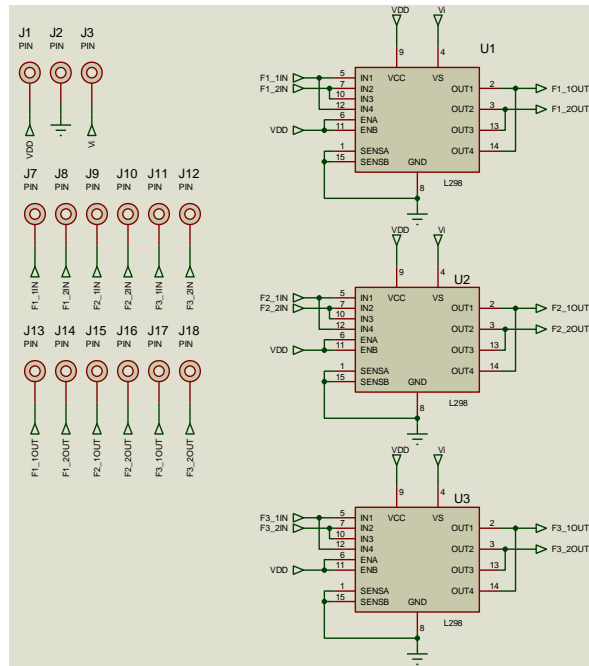 J1 J2 J3
PIN PIN PIN
VDD Vi
J7 J8 J9 J10 J11 J12
PIN PIN PIN PIN PIN PIN
F1_1IN F1_2IN F2_1IN F2_2IN F3_1IN F3_2IN
J13 J14 J15 J16 J17 J18
PIN PIN PIN PIN PIN PIN
F1_1OUT F1_2OUT F2_1OUT F2_2OUT F3_1OUT F3_2OUT
VDD Vi
U1
9 4
VCC VS
F1_1IN 5 IN1 OUT1 2 F1_1OUT
F1_2IN 7 IN2
10 IN3 OUT2 3 F1_2OUT
12 IN4
6 ENA OUT3 13
VDD 11 ENB
OUT4 14
1 SENSA
15 SENSB GND
8 L298
VDD Vi
9 4
U2
VCC VS
F2_1IN 5 IN1 OUT1 2 F2_1OUT
F2_2IN 7 IN2
10 IN3 OUT2 3 F2_2OUT
12 IN4
6 ENA OUT3 13
VDD 11 ENB
OUT4 14
1 SENSA
15 SENSB GND
8 L298
VDD Vi
9 4
U3
VCC VS
F3_1IN 5 IN1 OUT1 2 F3_1OUT
F3_2IN 7 IN2
10 IN3 OUT2 3 F3_2OUT
12 IN4
6 ENA OUT3 13
VDD 11 ENB
OUT4 14
1 SENSA
15 SENSB GND
8 L298